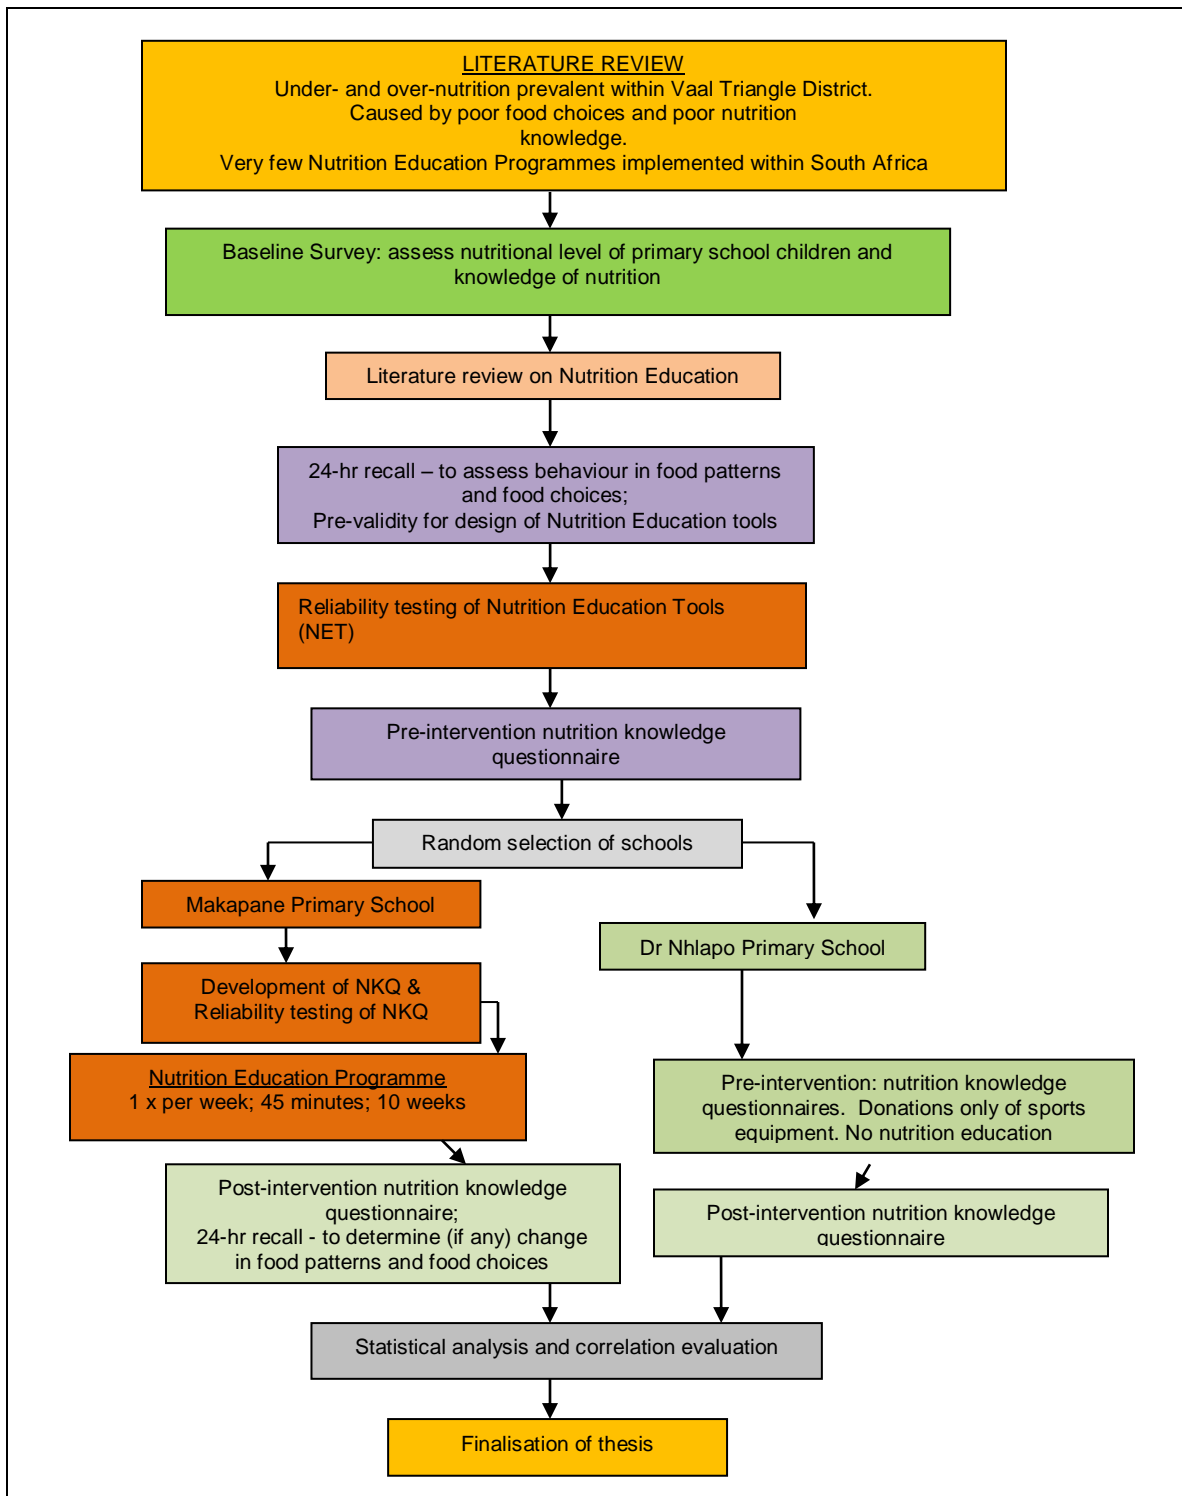 LITERATURE REVIEW
Under- and over-nutrition prevalent within Vaal Triangle District.
Caused by poor food choices and poor nutrition
knowledge.
Very few Nutrition Education Programmes implemented within South Africa
Baseline Survey: assess nutritional level of primary school children and
knowledge of nutrition
Literature review on Nutrition Education
24-hr recall – to assess behaviour in food patterns
and food choices;
Pre-validity for design of Nutrition Education tools
Reliability testing of Nutrition Education Tools
(NET)
Pre-intervention nutrition knowledge
questionnaire
Random selection of schools
Makapane Primary School
Development of NKQ &
Reliability testing of NKQ
Nutrition Education Programme
1 x per week; 45 minutes; 10 weeks
Post-intervention nutrition knowledge
questionnaire;
24-hr recall - to determine (if any) change
in food patterns and food choices
Dr Nhlapo Primary School
Pre-intervention: nutrition knowledge
questionnaires.  Donations only of sports
equipment. No nutrition education
Post-intervention nutrition knowledge
questionnaire
Statistical analysis and correlation evaluation
Finalisation of thesis